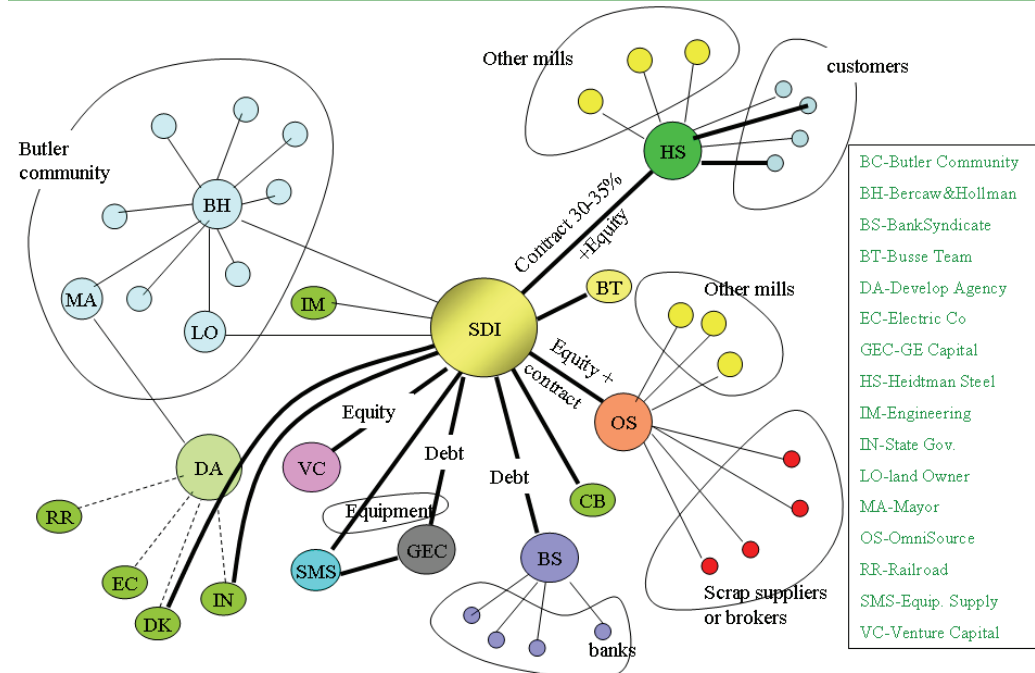 Other mills
customers
Butler
community
HS
BH
Contract 30-35%
+Equity
MA
IM
BT
Other mills
LO
SDI
Equity +
contract
Equity
OS
DA
VC
Debt
Debt
RR
Equipment
CB
GEC
EC
SMS
BS
IN
DK
Scrap suppliers
or brokers
banks
BC-Butler Community
BH-Bercaw&Hollman
BS-BankSyndicate
BT-Busse Team
DA-Develop Agency
EC-Electric Co
GEC-GE Capital
HS-Heidtman Steel
IM-Engineering
IN-State Gov.
LO-land Owner
MA-Mayor
OS-OmniSource
RR-Railroad
SMS-Equip. Supply
VC-Venture Capital